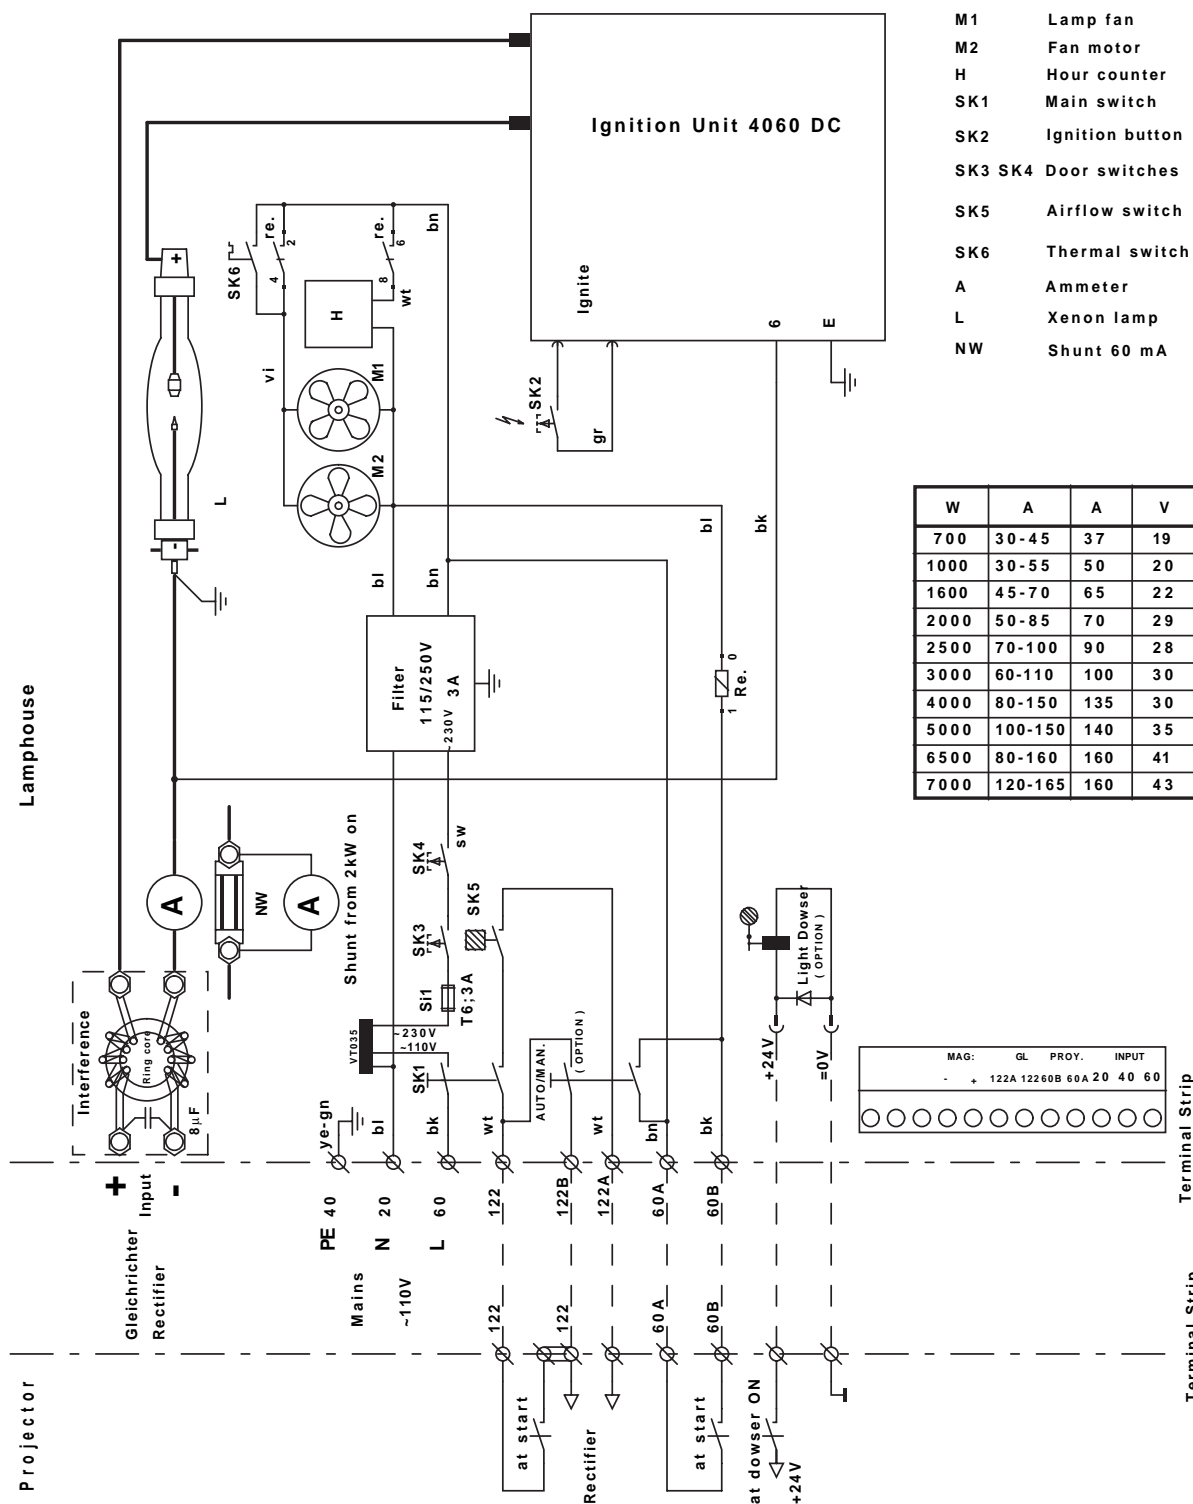 M1 Lamp fan
M2 Fan motor
H Hour counter
SK1 Main switch
SK2 Ignition button
SK3 SK4 Door switches
SK5 Airflow switch
SK6 Thermal switch
A Ammeter
L Xenon lamp
NW Shunt 60 mA
Ignition Unit 4060 DC
Ignite
6
E
SK2
gr
SK6
re.
2
4
re.
6
8
wt
bn
H
vi
M1
M2
+
-
L
bl
bn
bl
bk
Filter
115/250V
~230V 3A
0
Re.
1
W A A V
700 30-45 37 19
1000 30-55 50 20
1600 45-70 65 22
2000 50-85 70 29
2500 70-100 90 28
3000 60-110 100 30
4000 80-150 135 30
5000 100-150 140 35
6500 80-160 160 41
7000 120-165 160 43
Lamphouse
A
NW
A
Shunt from 2kW on
SK4
sw
SK3
SK5
Si1
T6;3A
VT035
~230V
~110V
SK1
AUTO/MAN.
( OPTION )
Light Dowser
( OPTION )
+24V
=0V
Interference
Ring core
8µF
ye-gn
bl
bk
wt
wt
bn
bk
MAG: GL PROY. INPUT
- + 122A 122 60B 60A 20 40 60
Terminal Strip
+
-
Input
Gleichrichter
Rectifier
PE 40
N 20
L 60
Mains
~110V
122
122B
122A
60A
60B
122
122
60A
60B
Terminal Strip
Projector
at start
Rectifier
at start
at dowser ON
+24V